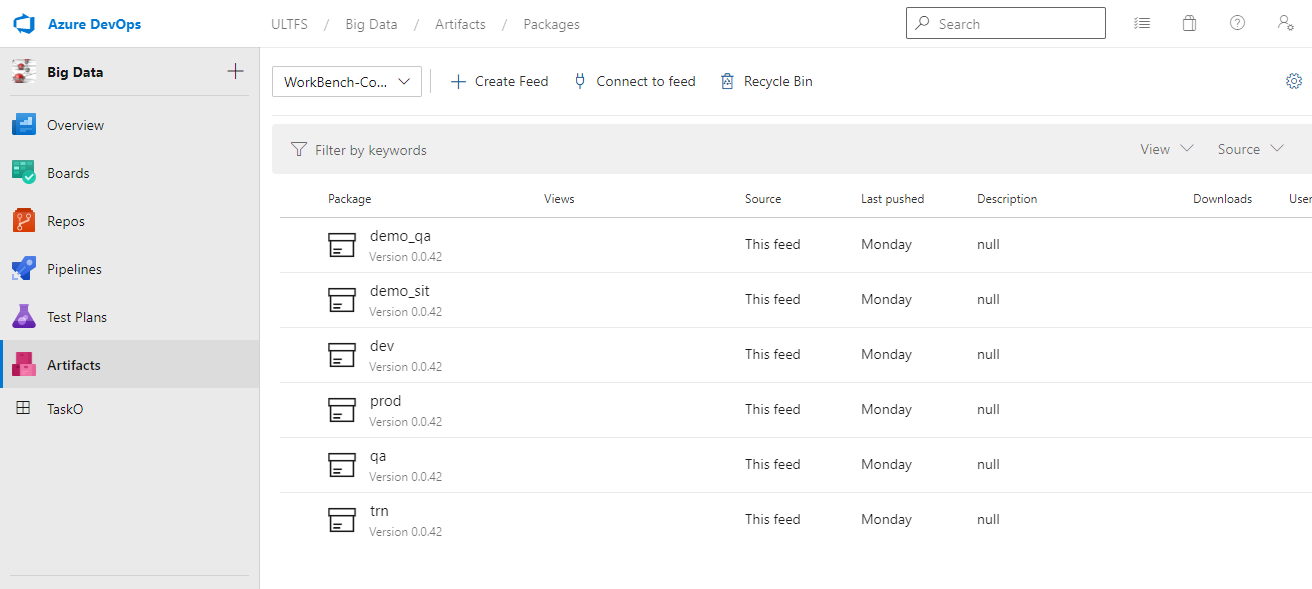 Azure DevOps
ULTFS / Big Data / Artifacts / Packages
Search
Big Data
WorkBench-Co...
Create Feed
Connect to feed
Recycle Bin
Overview
Boards
Repos
Pipelines
Test Plans
Artifacts
TaskO
Filter by keywords
View
Source
Package Views Source Last pushed Description Downloads User
demo_qa This feed Monday null
Version 0.0.42
demo_sit This feed Monday null
Version 0.0.42
dev This feed Monday null
Version 0.0.42
prod This feed Monday null
Version 0.0.42
qa This feed Monday null
Version 0.0.42
trn This feed Monday null
Version 0.0.42